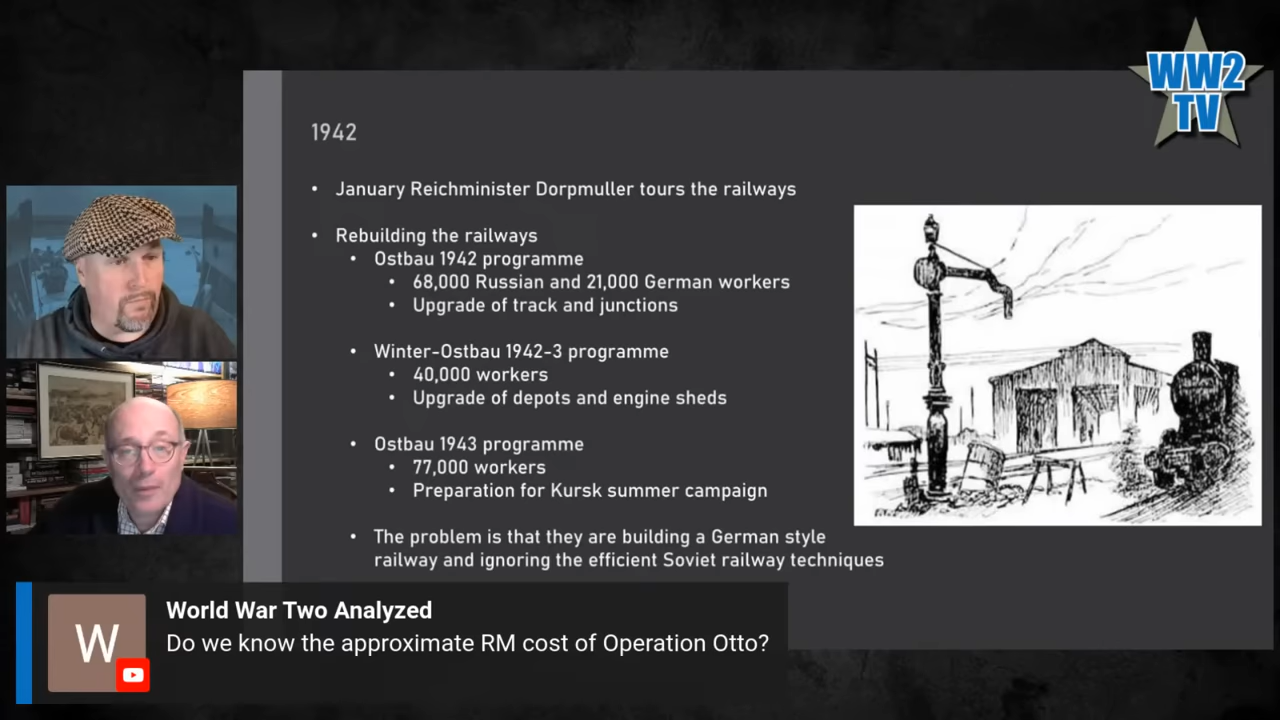 WW2
TV
1942
• January Reichminister Dorpmuller tours the railways
• Rebuilding the railways
• Ostbau 1942 programme
• 68,000 Russian and 21,000 German workers
• Upgrade of track and junctions
• Winter-Ostbau 1942-3 programme
• 40,000 workers
• Upgrade of depots and engine sheds
• Ostbau 1943 programme
• 77,000 workers
• Preparation for Kursk summer campaign
• The problem is that they are building a German style
railway and ignoring the efficient Soviet railway techniques
W
World War Two Analyzed
Do we know the approximate RM cost of Operation Otto?